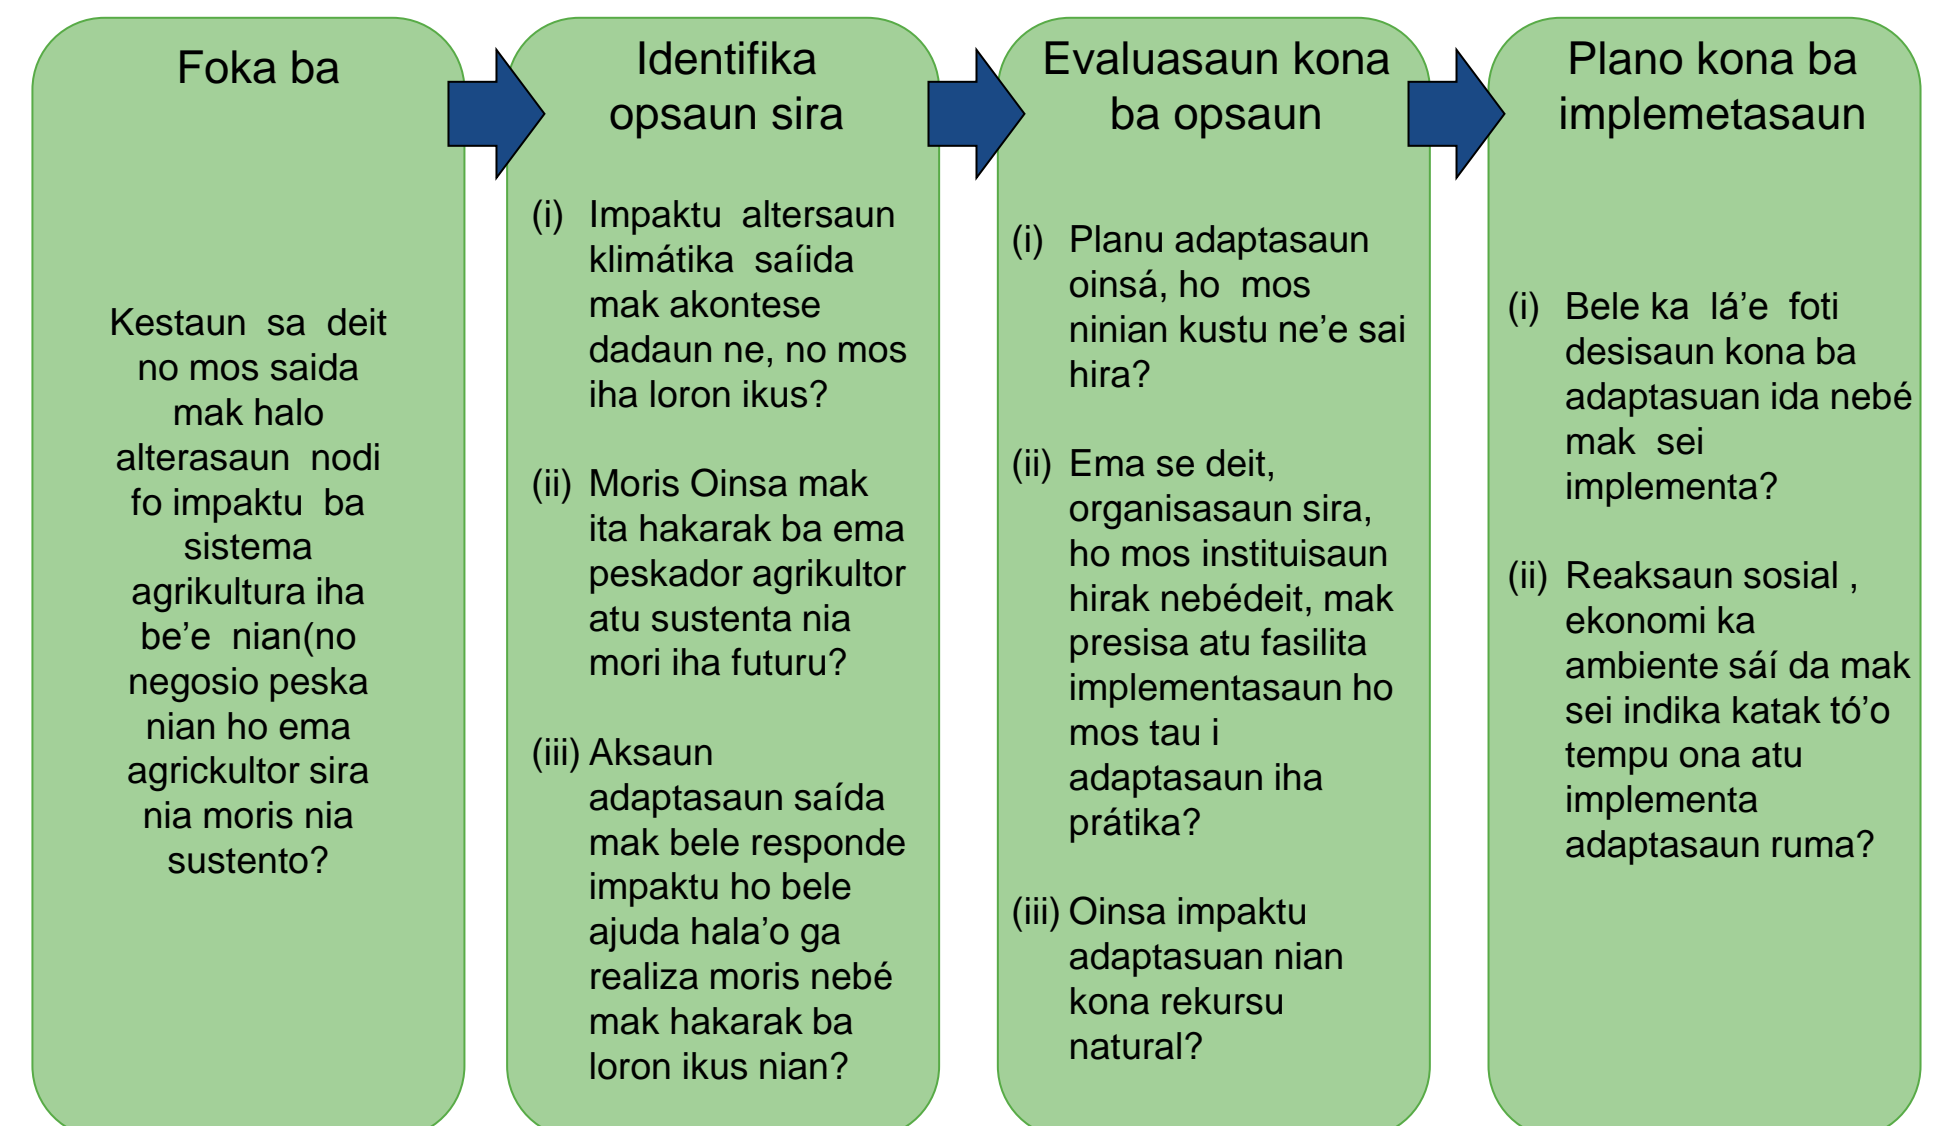 Foka ba
Kestaun sa deit
no mos saida
mak halo
alterasaun nodi
fo impaktu ba
sistema
agrikultura iha
be’e nian(no
negosio peska
nian ho ema
agrickultor sira
nia moris nia
sustento?
Identifika
opsaun sira
(i) Impaktu altersaun
klimátika saíida
mak akontese
dadaun ne, no mos
iha loron ikus?
(ii) Moris Oinsa mak
ita hakarak ba ema
peskador agrikultor
atu sustenta nia
mori iha futuru?
(iii) Aksaun
adaptasaun saída
mak bele responde
impaktu ho bele
ajuda hala’o ga
realiza moris nebé
mak hakarak ba
loron ikus nian?
Evaluasaun kona
ba opsaun
(i) Planu adaptasaun
oinsá, ho mos
ninian kustu ne’e sai
hira?
(ii) Ema se deit,
organisasaun sira,
ho mos instituisaun
hirak nebédeit, mak
presisa atu fasilita
implementasaun ho
mos tau i
adaptasaun iha
prátika?
(iii) Oinsa impaktu
adaptasuan nian
kona rekursu
natural?
Plano kona ba
implemetasaun
(i) Bele ka lá’e foti
desisaun kona ba
adaptasuan ida nebé
mak sei
implementa?
(ii) Reaksaun sosial ,
ekonomi ka
ambiente sáí da mak
sei indika katak tó’o
tempu ona atu
implementa
adaptasaun ruma?